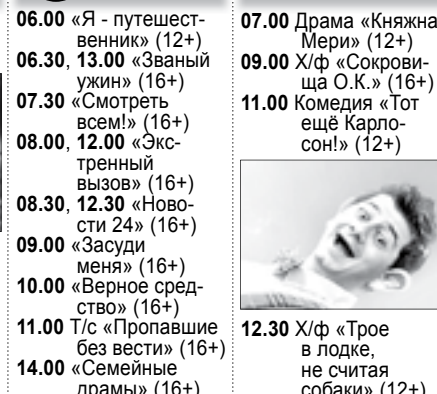 06.00 «Я - путешест-
венник» (12+)
06.30, 13.00 «Званый
ужин» (16+)
07.30 «Смотреть
всем!» (16+)
08.00, 12.00 «Экс-
тренный
вызов» (16+)
08.30, 12.30 «Ново-
сти 24» (16+)
09.00 «Засуди
меня» (16+)
10.00 «Верное сред-
ство» (16+)
11.00 Т/с «Пропавшие
без вести» (16+)
14.00 «Семейные
драмы» (16+)
07.00 Драма «Княжна
Мери» (12+)
09.00 Х/ф «Сокрови-
ща О.К.» (16+)
11.00 Комедия «Тот
ещё Карло-
сон!» (12+)
12.30 Х/ф «Трое
в лодке,
не считая
собаки» (12+)